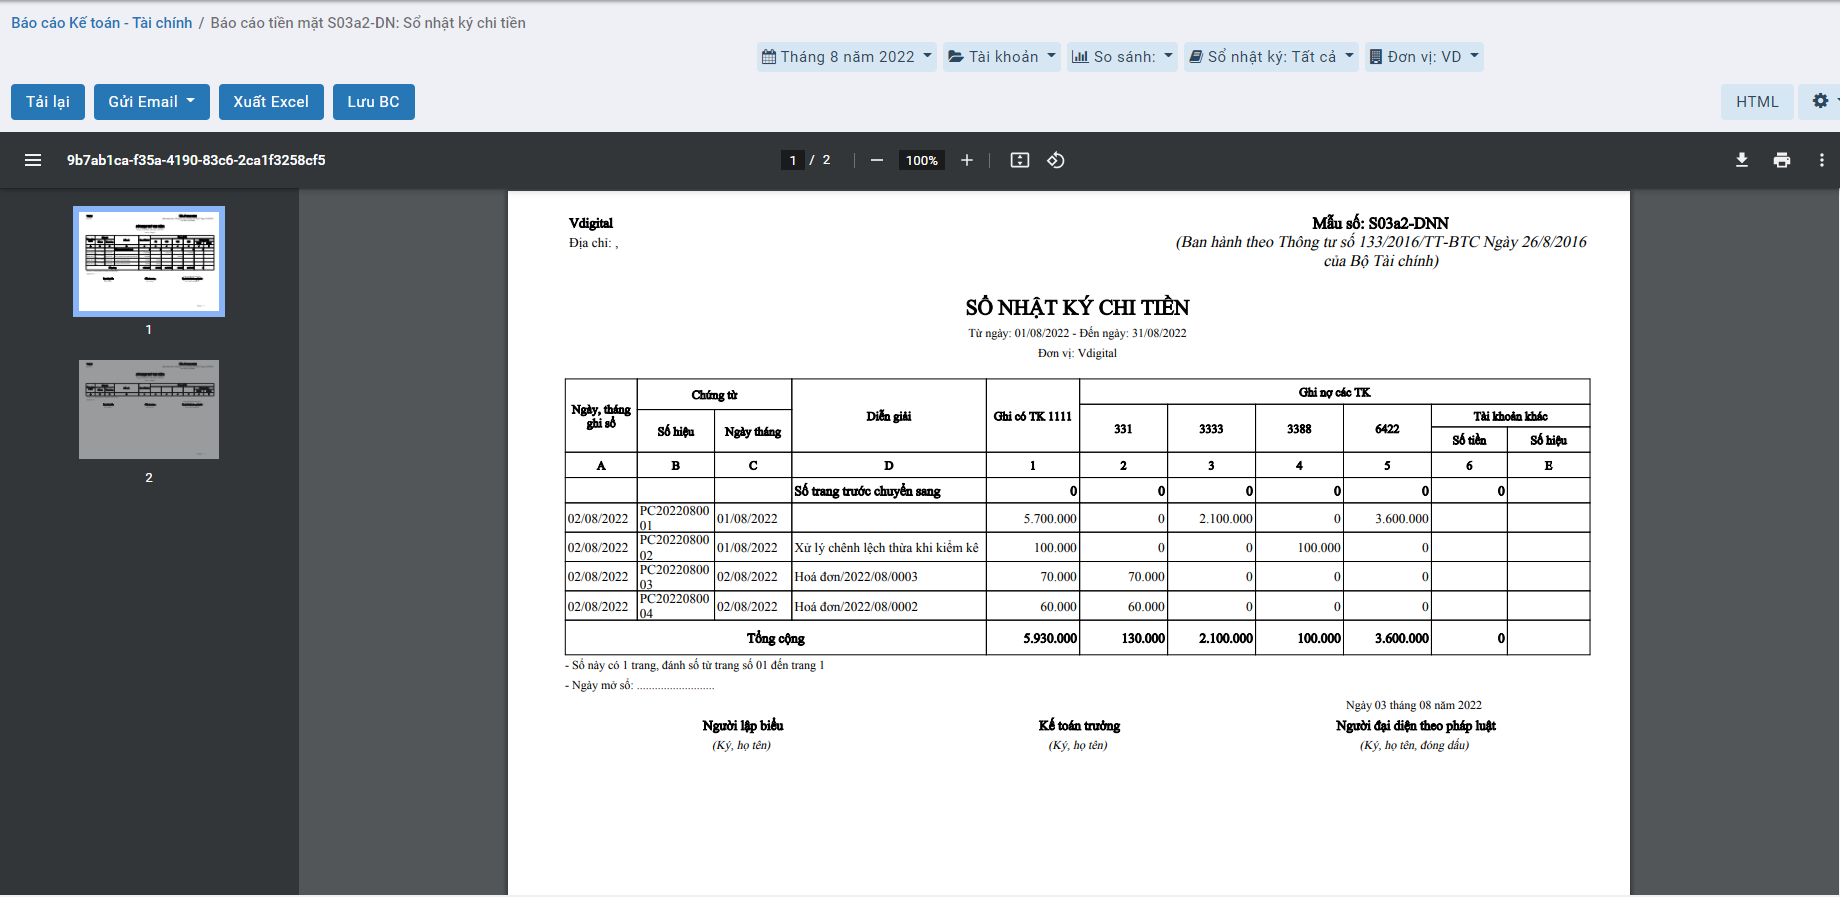 Báo cáo Kế toán - Tài chính / Báo cáo tiền mặt S03a2-DN: Sổ nhật ký chi tiền
Tháng 8 năm 2022 Tài khoản So sánh: Sổ nhật ký: Tất cả Đơn vị: VD
Tải lại Gửi Email Xuất Excel Lưu BC HTML
9b7ab1ca-f35a-4190-83c6-2ca1f3258cf5 1 / 2 100%
1
2
Vdigital
Địa chỉ: ,
Mẫu số: S03a2-DNN
(Ban hành theo Thông tư số 133/2016/TT-BTC Ngày 26/8/2016
của Bộ Tài chính)
SỔ NHẬT KÝ CHI TIỀN
Từ ngày: 01/08/2022 - Đến ngày: 31/08/2022
Đơn vị: Vdigital
Ngày, tháng
ghi sổ
Chứng từ
Số hiệu Ngày tháng
Diễn giải
Ghi có TK 1111
Ghi nợ các TK
331 3333 3388 6422
Tài khoản khác
Số tiền Số hiệu
A B C D 1 2 3 4 5 6 E
Số trang trước chuyển sang 0 0 0 0 0 0
02/08/2022 PC20220800
01 01/08/2022 5.700.000 0 2.100.000 0 3.600.000
02/08/2022 PC20220800
02 01/08/2022 Xử lý chênh lệch thừa khi kiểm kê 100.000 0 0 100.000 0
02/08/2022 PC20220800
03 02/08/2022 Hoá đơn/2022/08/0003 70.000 70.000 0 0 0
02/08/2022 PC20220800
04 02/08/2022 Hoá đơn/2022/08/0002 60.000 60.000 0 0 0
Tổng cộng 5.930.000 130.000 2.100.000 100.000 3.600.000 0
- Sổ này có 1 trang, đánh số từ trang số 01 đến trang 1
- Ngày mở sổ: ..........................
Ngày 03 tháng 08 năm 2022
Người lập biểu Kế toán trưởng Người đại diện theo pháp luật
(Ký, họ tên) (Ký, họ tên) (Ký, họ tên, đóng dấu)